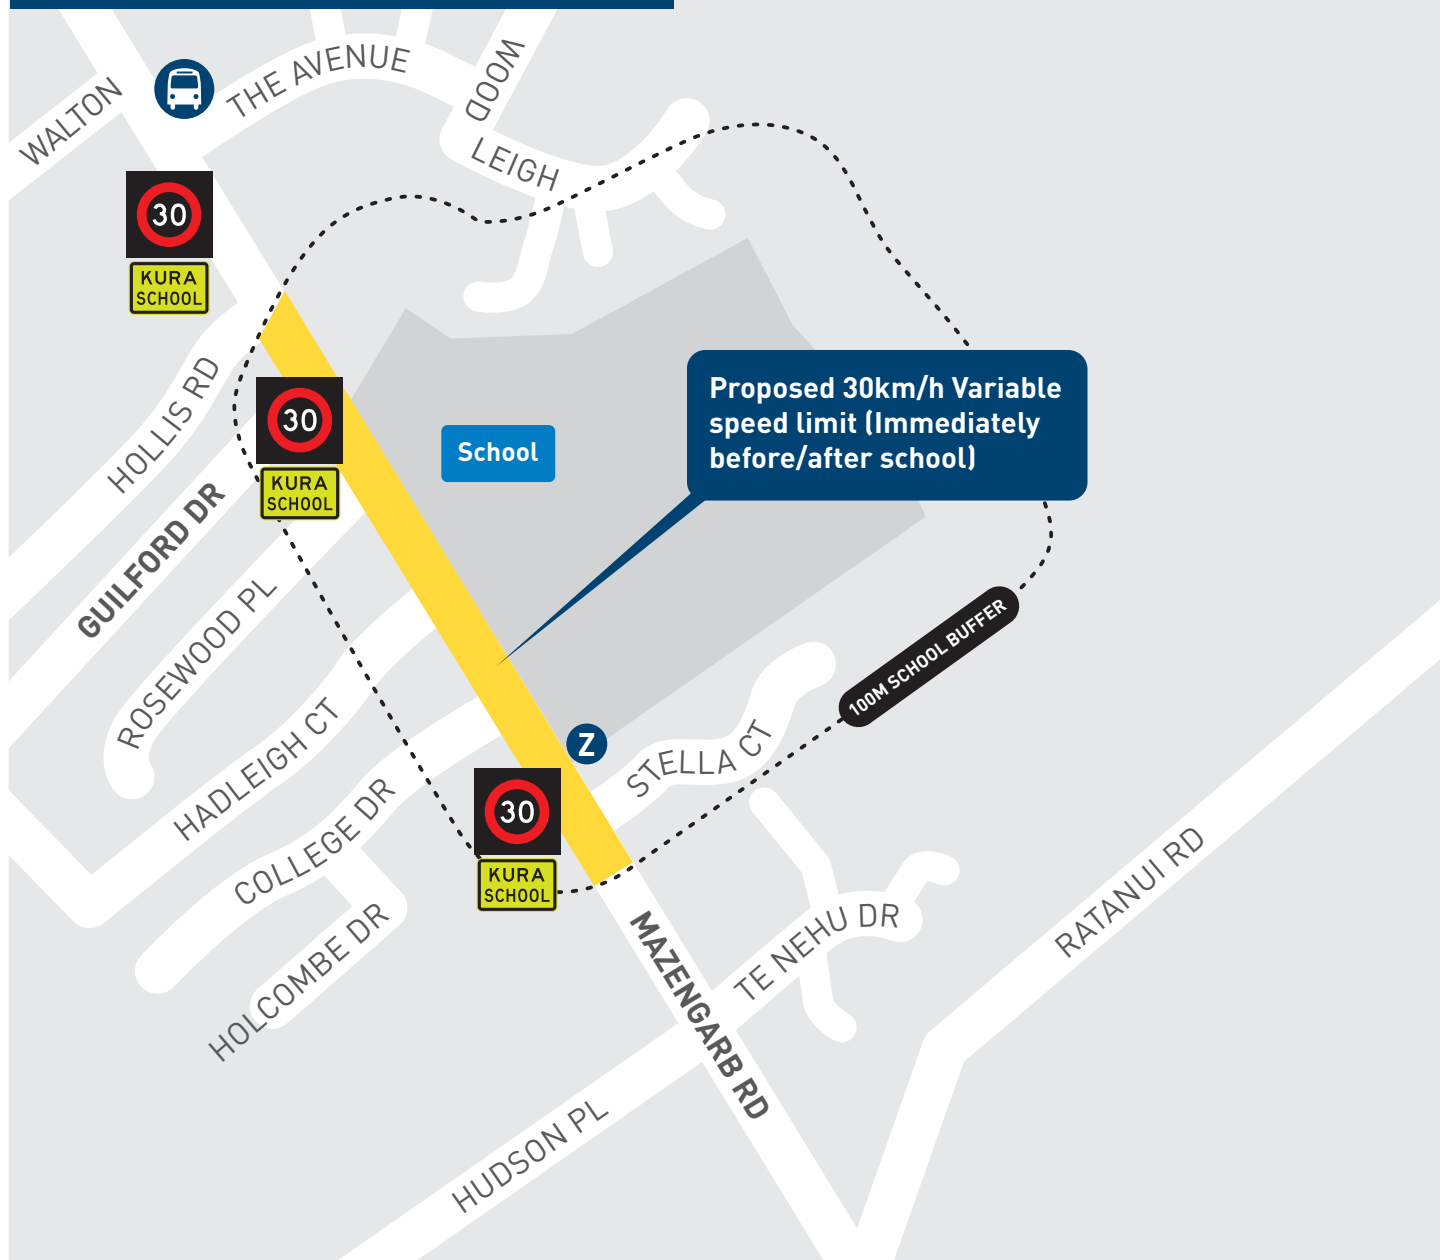 WALTON
THE AVENUE
WOOD
LEIGH
30
KURA
SCHOOL
HOLLIS RD
30
KURA
SCHOOL
GUILFORD DR
School
Proposed 30km/h Variable
speed limit (Immediately
before/after school)
ROSEWOOD PL
100M SCHOOL BUFFER
HADLEIGH CT
Z
STELLA CT
COLLEGE DR
30
KURA
SCHOOL
HOLCOMBE DR
MAZENGARB RD
TE NEHU DR
RATANUI RD
HUDSON PL